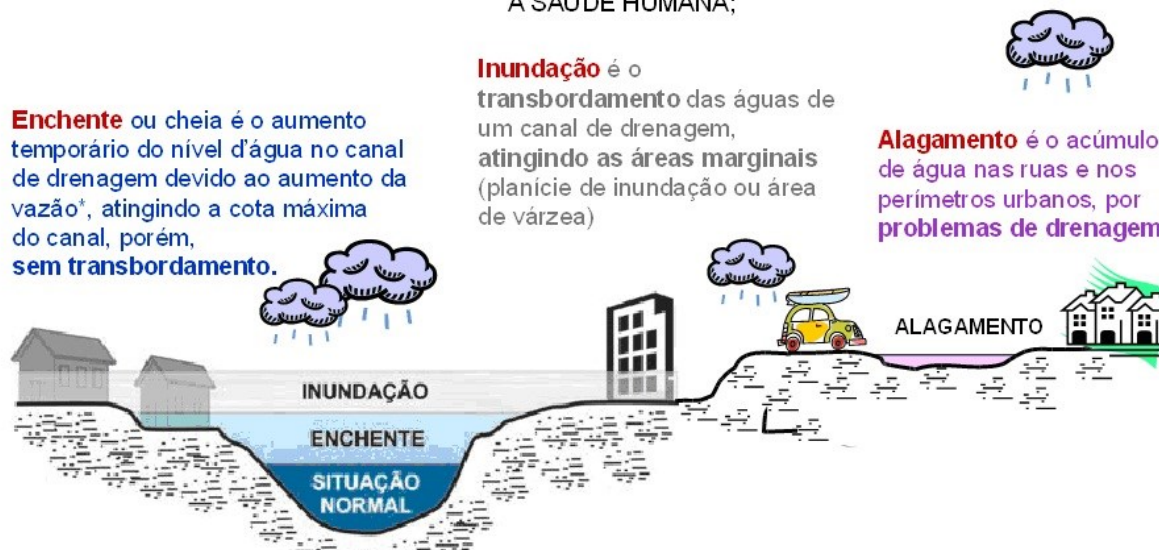 À SAÚDE HUMANA;
Enchente ou cheia é o aumento
temporário do nível d'água no canal
de drenagem devido ao aumento da
vazão*, atingindo a cota máxima
do canal, porém,
sem transbordamento.
Inundação é o
transbordamento das águas de
um canal de drenagem,
atingindo as áreas marginais
(planície de inundação ou área
de várzea)
Alagamento é o acúmulo
de água nas ruas e nos
perímetros urbanos, por
problemas de drenagem
ALAGAMENTO
INUNDAÇÃO
ENCHENTE
SITUAÇÃO
NORMAL